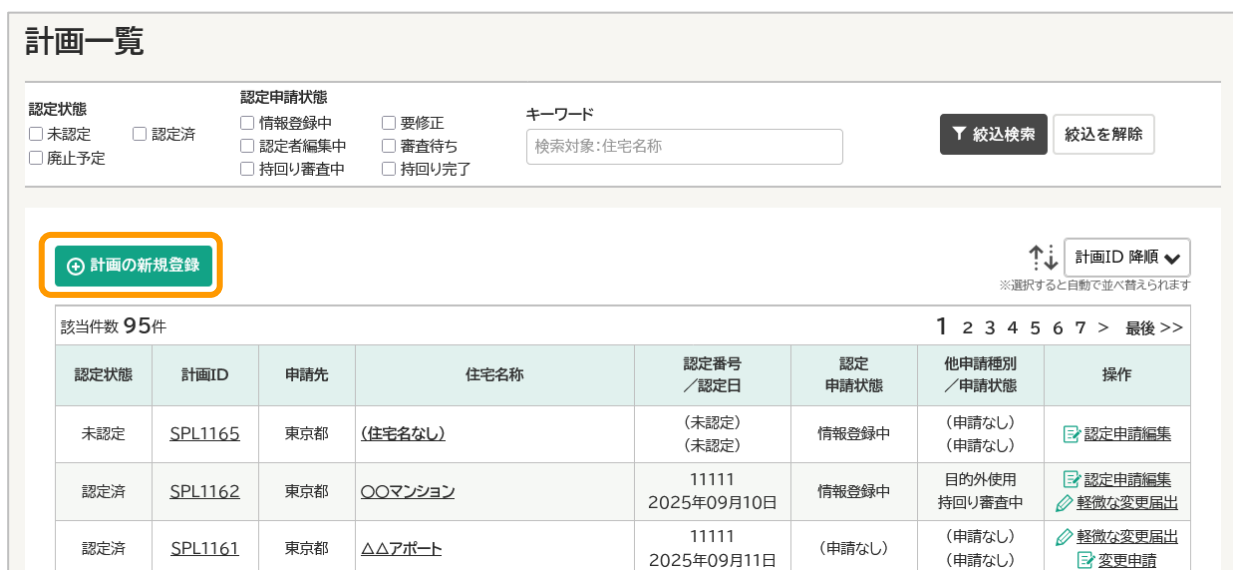 計画一覧
認定状態
未認定 認定済
廃止予定
認定申請状態
情報登録中 要修正
認定者編集中 審査待ち
持回り審査中 持回り完了
キーワード
検索対象:住宅名称
絞込検索 絞込を解除
計画の新規登録
計画ID 降順
※選択すると自動で並べ替えられます
該当件数 95件
1 2 3 4 5 6 7 > 最後 >>
認定状態 計画ID 申請先 住宅名称 認定番号／認定日 認定申請状態 他申請種別／申請状態 操作
未認定 SPL1165 東京都 (住宅名なし) (未認定) 情報登録中 (申請なし) 認定申請編集
(未認定) (申請なし)
認定済 SPL1162 東京都 〇〇マンション 11111 情報登録中 目的外使用 認定申請編集
2025年09月10日 持回り審査中 軽微な変更届出
認定済 SPL1161 東京都 △△アポート 11111 (申請なし) (申請なし) 軽微な変更届出
2025年09月11日 (申請なし) 変更申請